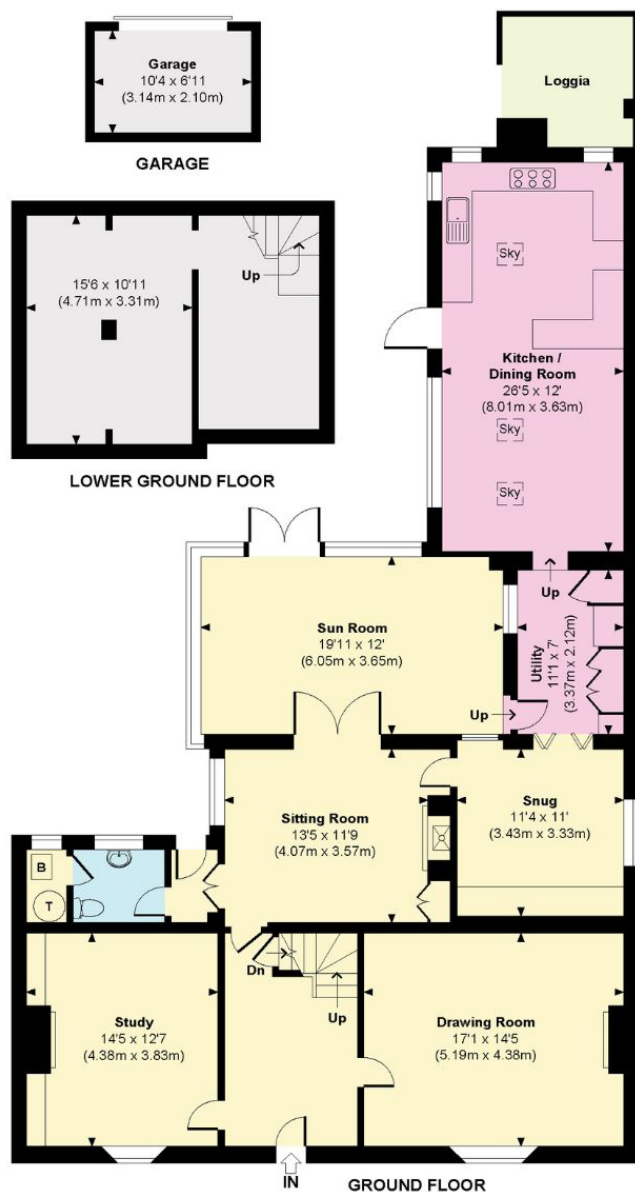 Garage
10'4 x 6'11
(3.14m x 2.10m)
GARAGE
Loggia
15'6 x 10'11
(4.71m x 3.31m)
Up
LOWER GROUND FLOOR
Sky
Kitchen /
Dining Room
26'5 x 12'
(8.01m x 3.63m)
Sky
Sky
Up
Utility
11'1 x 7'
(3.37m x 2.12m)
Up
Sun Room
19'11 x 12'
(6.05m x 3.65m)
Sitting Room
13'5 x 11'9
(4.07m x 3.57m)
Snug
11'4 x 11'
(3.43m x 3.33m)
B
T
Dn
Up
Study
14'5 x 12'7
(4.38m x 3.83m)
Drawing Room
17'1 x 14'5
(5.19m x 4.38m)
IN
GROUND FLOOR